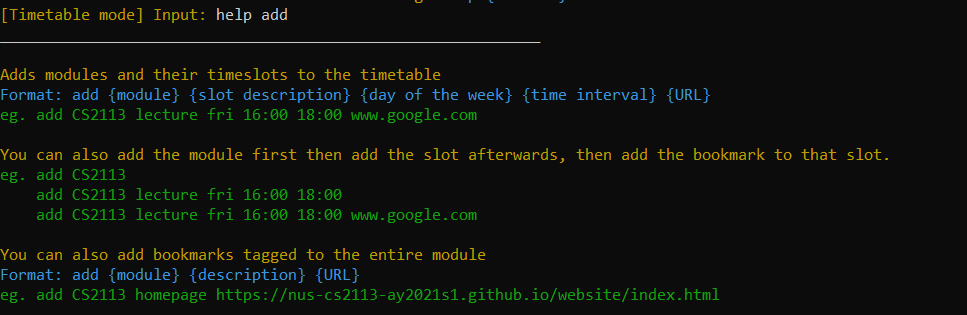 [Timetable mode] Input: help add
Adds modules and their timeslots to the timetable
Format: add {module} {slot description} {day of the week} {time interval} {URL}
eg. add CS2113 lecture fri 16:00 18:00 www.google.com
You can also add the module first then add the slot afterwards, then add the bookmark to that slot.
eg. add CS2113
add CS2113 lecture fri 16:00 18:00
add CS2113 lecture fri 16:00 18:00 www.google.com
You can also add bookmarks tagged to the entire module
Format: add {module} {description} {URL}
eg. add CS2113 homepage https://nus-cs2113-ay2021s1.github.io/website/index.html